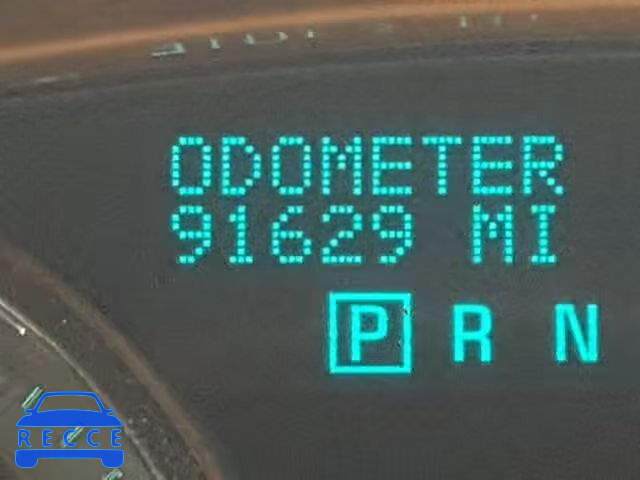 ODOMETER
91629 MI
P R N
RECCE